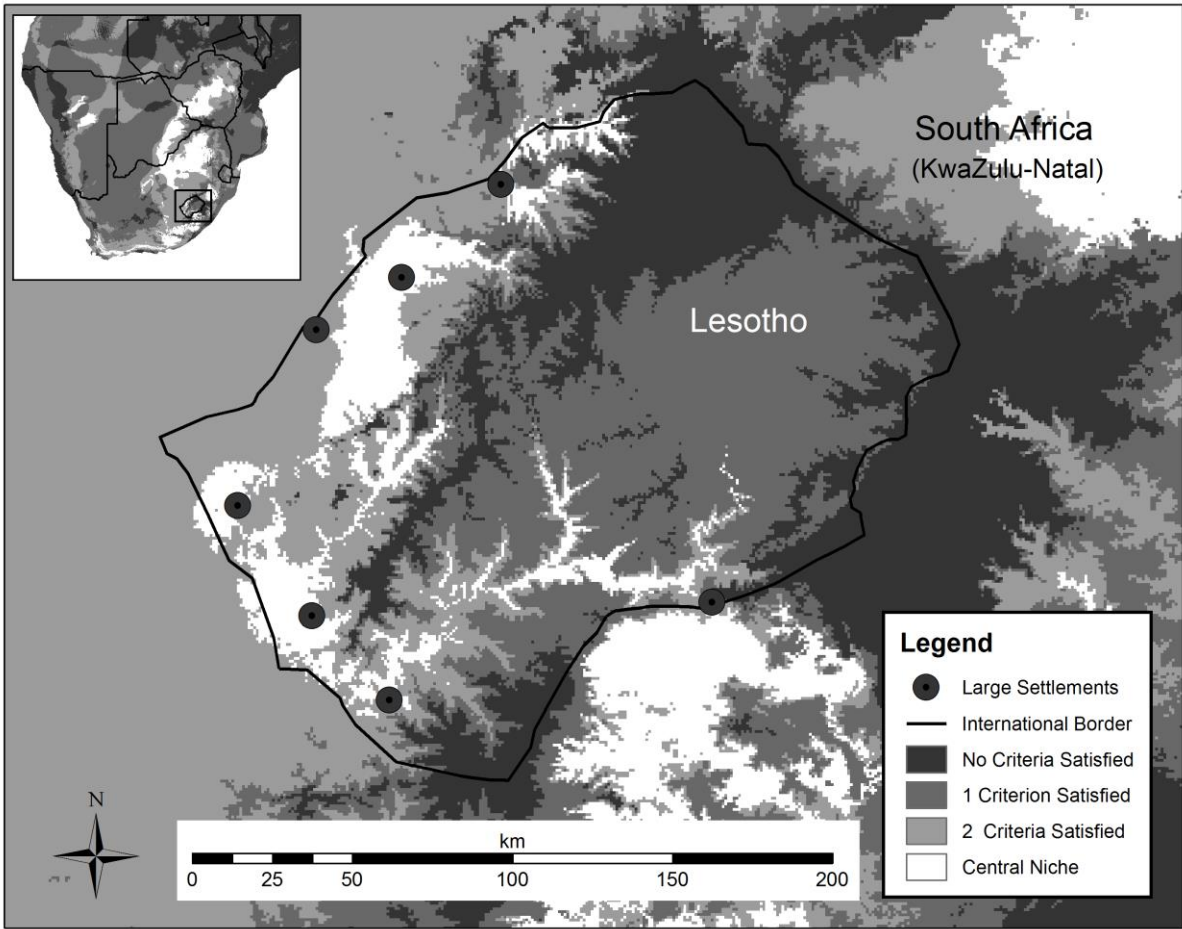 South Africa
(KwaZulu-Natal)
Lesotho
Legend
Large Settlements
International Border
No Criteria Satisfied
1 Criterion Satisfied
2 Criteria Satisfied
Central Niche
N
km
0 25 50 100 150 200